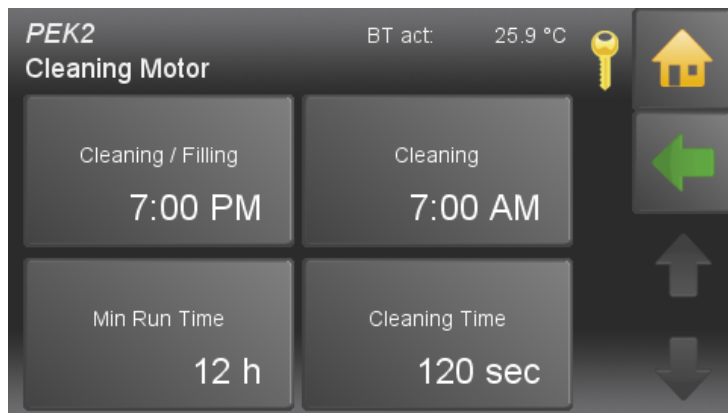 PEK2 BT act: 25.9 °C
Cleaning Motor
Cleaning / Filling
7:00 PM
Cleaning
7:00 AM
Min Run Time
12 h
Cleaning Time
120 sec